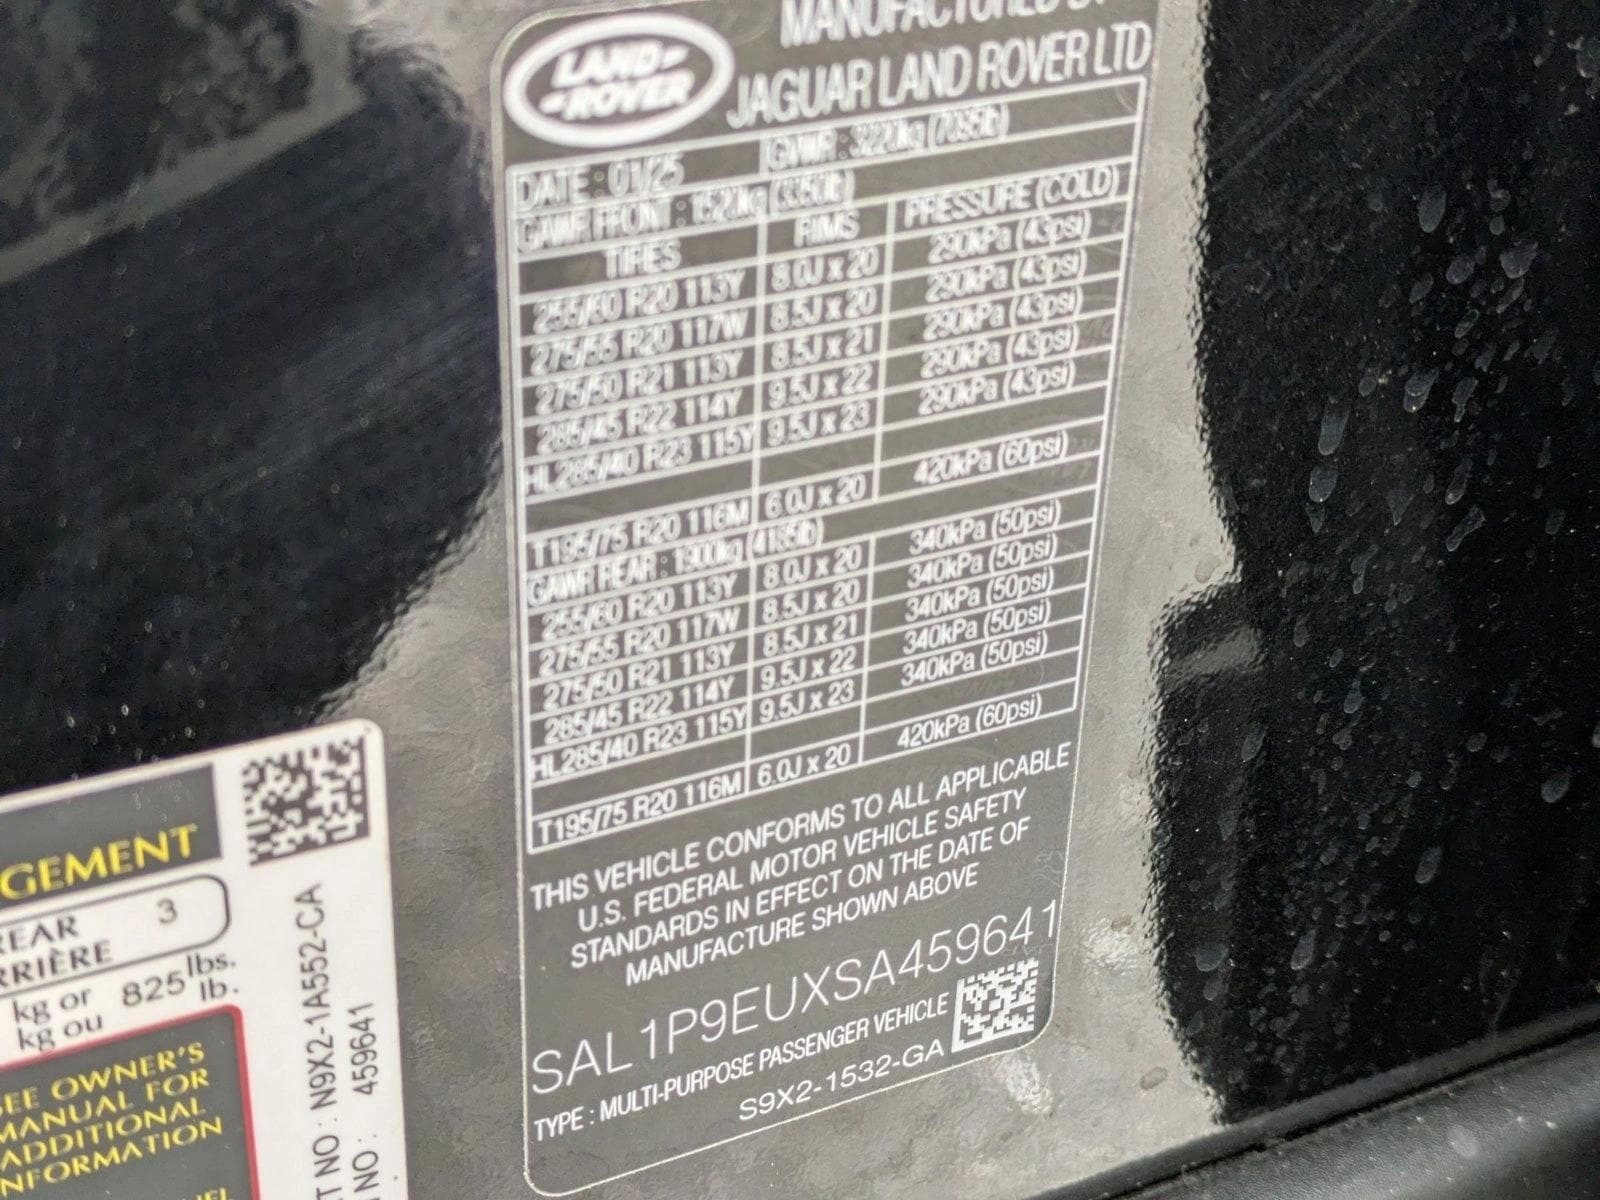 LAND-
-ROVER
MANUFACTURED BY
JAGUAR LAND ROVER LTD
DATE : 01/25 GVWR : 3220kg (7085lb)
GAWR FRONT : 1520kg (3350lb)
TIRES RIMS PRESSURE (COLD)
255/60 R20 113Y 8.0J x 20 290kPa (43psi)
275/55 R20 117W 8.5J x 20 290kPa (43psi)
275/50 R21 113Y 8.5J x 21 290kPa (43psi)
285/45 R22 114Y 9.5J x 22 290kPa (43psi)
HL285/40 R23 115Y 9.5J x 23 290kPa (43psi)
T195/75 R20 116M 6.0J x 20 420kPa (60psi)
GAWR REAR : 1900kg (4185lb)
255/60 R20 113Y 8.0J x 20 340kPa (50psi)
275/55 R20 117W 8.5J x 20 340kPa (50psi)
275/50 R21 113Y 8.5J x 21 340kPa (50psi)
285/45 R22 114Y 9.5J x 22 340kPa (50psi)
HL285/40 R23 115Y 9.5J x 23 340kPa (50psi)
T195/75 R20 116M 6.0J x 20 420kPa (60psi)
THIS VEHICLE CONFORMS TO ALL APPLICABLE
U.S. FEDERAL MOTOR VEHICLE SAFETY
STANDARDS IN EFFECT ON THE DATE OF
MANUFACTURE SHOWN ABOVE
SAL1P9EUXSA459641
TYPE : MULTI-PURPOSE PASSENGER VEHICLE
S9X2-1532-GA
GEMENT
REAR 3
RRIÈRE
kg or 825 lbs.
kg ou lb.
SEE OWNER'S
MANUAL FOR
ADDITIONAL
INFORMATION
T NO : N9X2-1A552-CA
NO : 459641